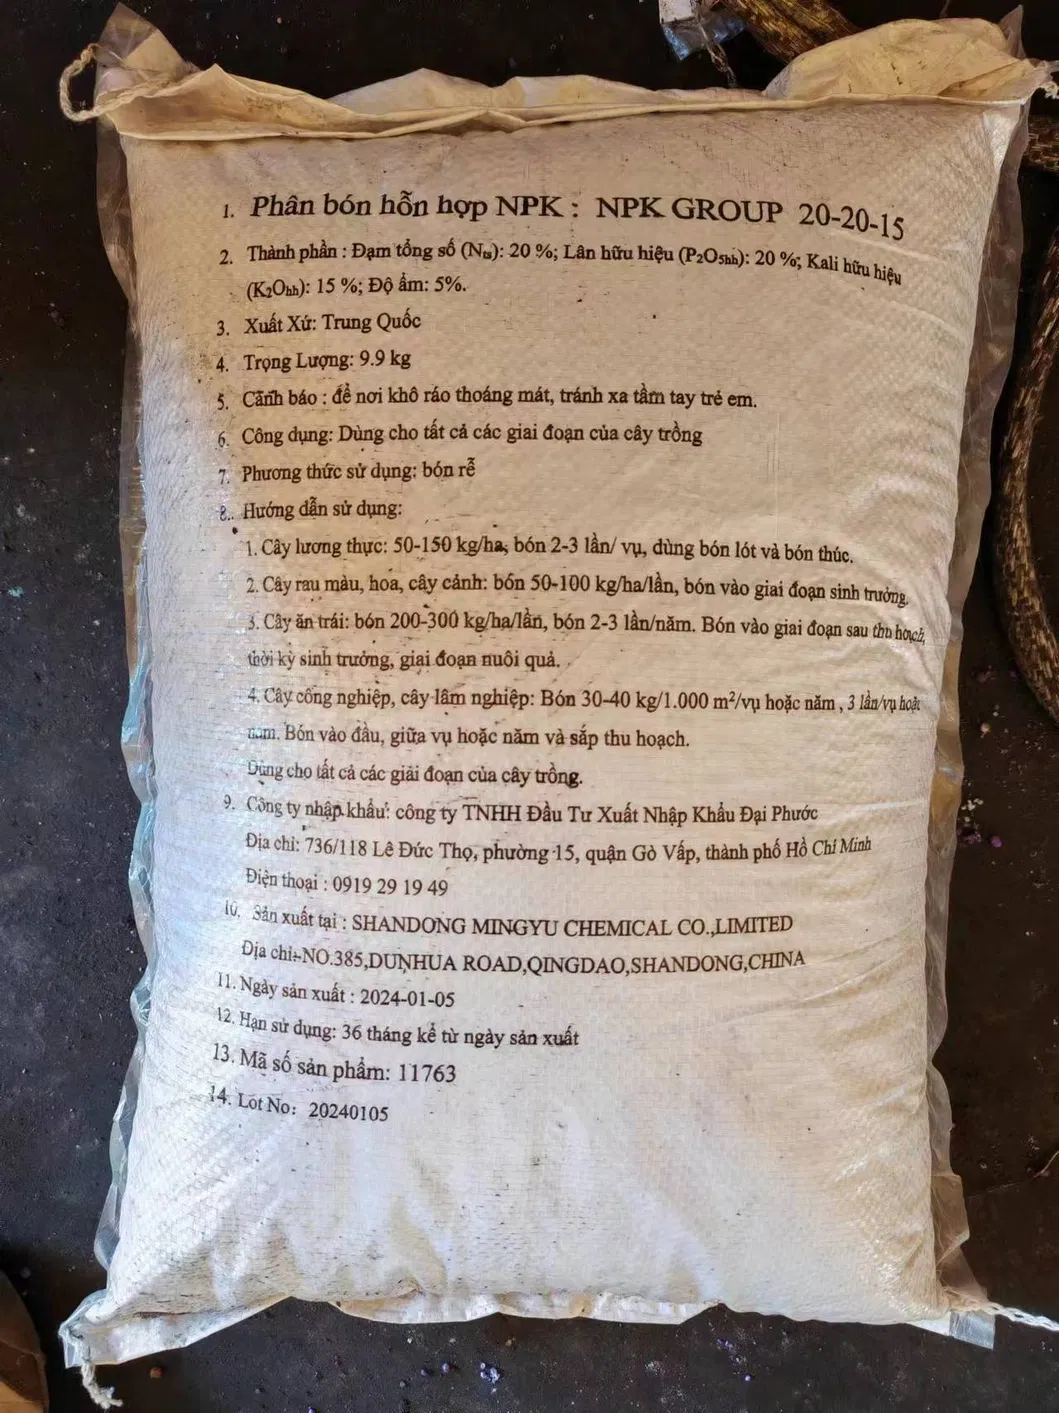 1. Phân bón hỗn hợp NPK : NPK GROUP 20-20-15
2. Thành phần : Đạm tổng số (Nts): 20 %; Lân hữu hiệu (P2O5hh): 20 %; Kali hữu hiệu
(K2Ohh): 15 %; Độ ẩm: 5%.
3. Xuất Xứ: Trung Quốc
4. Trọng Lượng: 9.9 kg
5. Cảnh báo : để nơi khô ráo thoáng mát, tránh xa tầm tay trẻ em.
6. Công dụng: Dùng cho tất cả các giai đoạn của cây trồng
7. Phương thức sử dụng: bón rễ
8. Hướng dẫn sử dụng:
1. Cây lương thực: 50-150 kg/ha, bón 2-3 lần/ vụ, dùng bón lót và bón thúc.
2. Cây rau màu, hoa, cây cảnh: bón 50-100 kg/ha/lần, bón vào giai đoạn sinh trưởng.
3. Cây ăn trái: bón 200-300 kg/ha/lần, bón 2-3 lần/năm. Bón vào giai đoạn sau thu hoạch,
thời kỳ sinh trưởng, giai đoạn nuôi quả.
4. Cây công nghiệp, cây lâm nghiệp: Bón 30-40 kg/1.000 m²/vụ hoặc năm , 3 lần/vụ hoặc
năm. Bón vào đầu, giữa vụ hoặc năm và sắp thu hoạch.
Dùng cho tất cả các giai đoạn của cây trồng.
9. Công ty nhập khẩu: công ty TNHH Đầu Tư Xuất Nhập Khẩu Đại Phước
Địa chỉ: 736/118 Lê Đức Thọ, phường 15, quận Gò Vấp, thành phố Hồ Chí Minh
Điện thoại : 0919 29 19 49
10. Sản xuất tại : SHANDONG MINGYU CHEMICAL CO.,LIMITED
Địa chỉ: NO.385,DUNHUA ROAD,QINGDAO,SHANDONG,CHINA
11. Ngày sản xuất : 2024-01-05
12. Hạn sử dụng: 36 tháng kể từ ngày sản xuất
13. Mã số sản phẩm: 11763
14. Lot No: 20240105